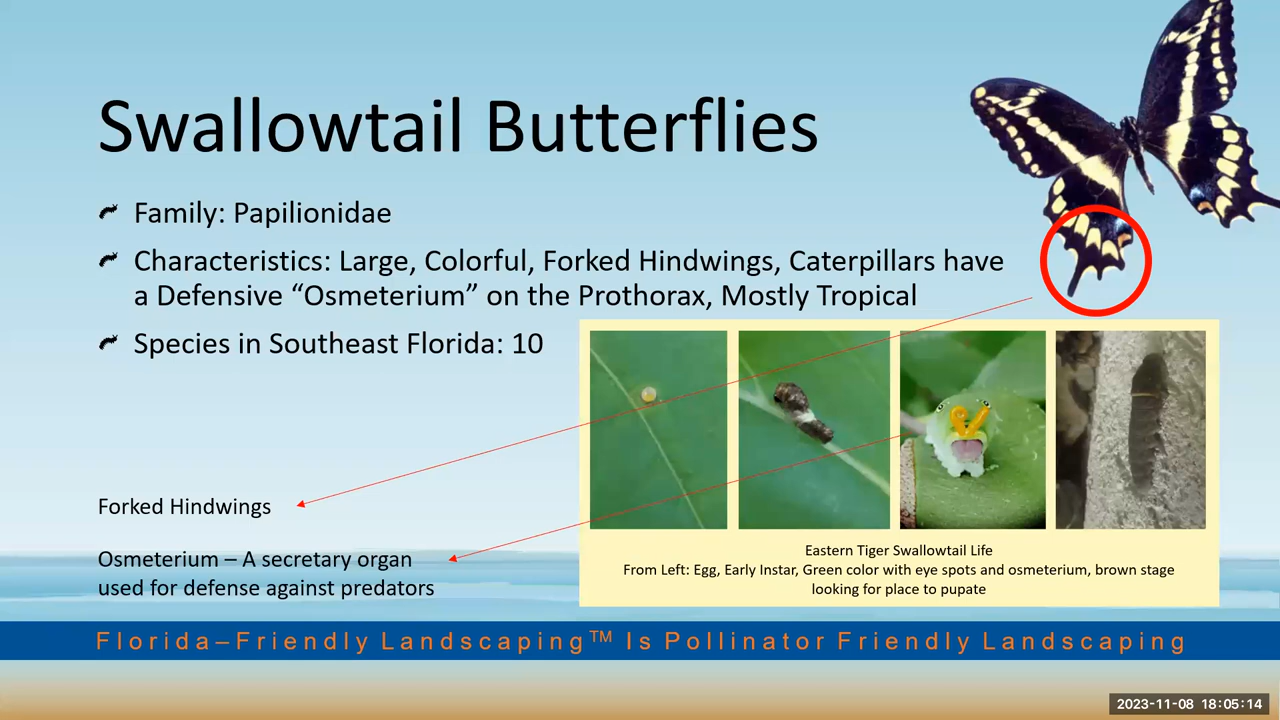 Swallowtail Butterflies
Family: Papilionidae
Characteristics: Large, Colorful, Forked Hindwings, Caterpillars have
a Defensive “Osmeterium” on the Prothorax, Mostly Tropical
Species in Southeast Florida: 10
Forked Hindwings
Osmeterium – A secretary organ
used for defense against predators
Eastern Tiger Swallowtail Life
From Left: Egg, Early Instar, Green color with eye spots and osmeterium, brown stage
looking for place to pupate
Florida–Friendly Landscaping™ Is Pollinator Friendly Landscaping
2023-11-08 18:05:14